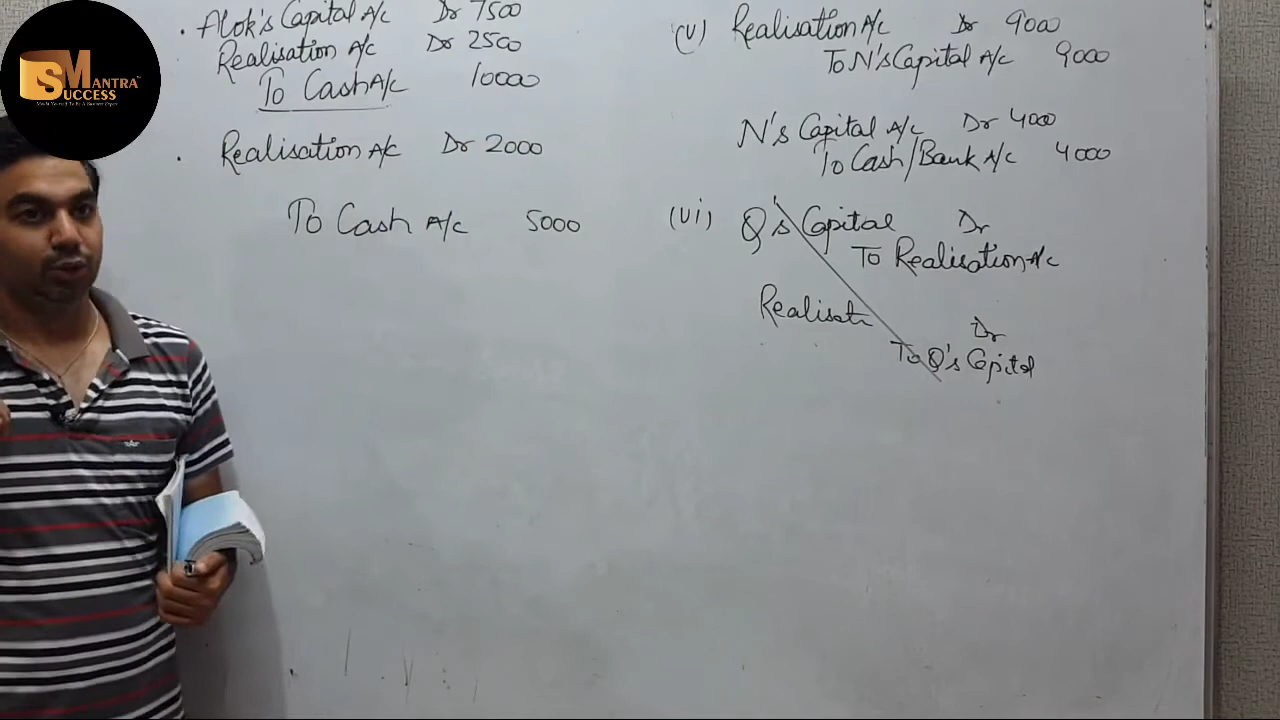 MANTRA
SUCCESS
. Alok's Capital A/c Dr 7500
Realisation A/c Dr 2500
To Cash A/c 10000
. Realisation A/c Dr 2000
To Cash A/c 5000
(v) Realisation A/c Dr 9000
To N's Capital A/c 9000
N's Capital A/c Dr 4000
To Cash/Bank A/c 4000
(vi) Q's Capital Dr
To Realisation A/c
Realisati Dr
To Q's Capital